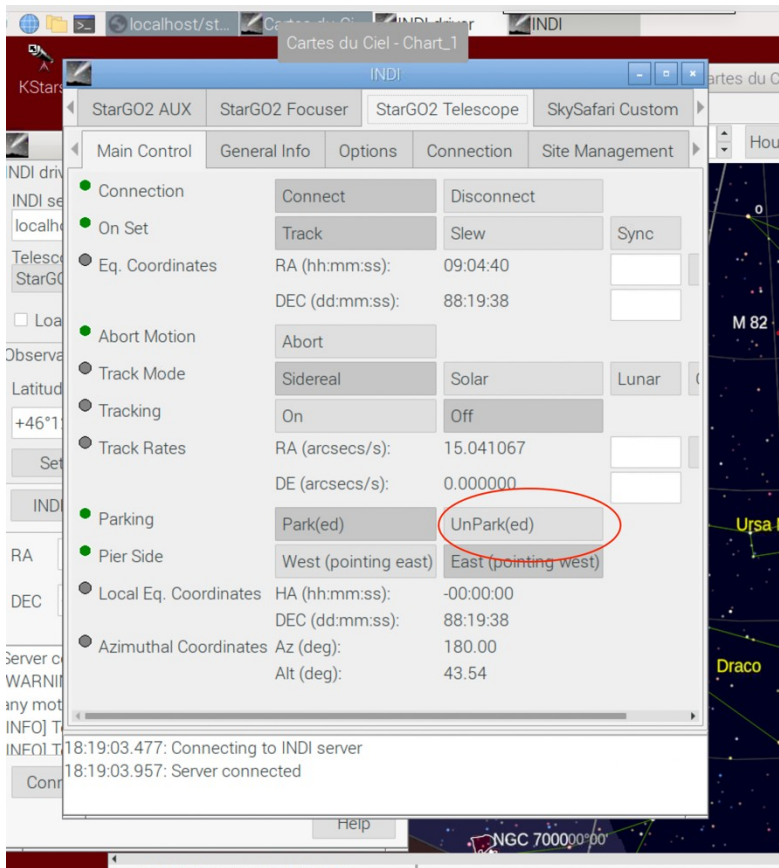 localhost/st...
Cartes du Ci
INDI driver
INDI
Cartes du Ciel - Chart_1
KStars
INDI
artes du C
StarGO2 AUX
StarGO2 Focuser
StarGO2 Telescope
SkySafari Custom
Main Control
General Info
Options
Connection
Site Management
Hou
INDI driv
INDI se
localho
Telesco
StarGO
Loa
Observa
Latitud
+46°1
Set
INDI
RA
DEC
Server co
WARNIN
any mot
INFO] T
INFO] T
Conn
Connection Connect Disconnect
On Set Track Slew Sync
Eq. Coordinates RA (hh:mm:ss): 09:04:40
DEC (dd:mm:ss): 88:19:38
Abort Motion Abort
Track Mode Sidereal Solar Lunar
Tracking On Off
Track Rates RA (arcsecs/s): 15.041067
DE (arcsecs/s): 0.000000
Parking Park(ed) UnPark(ed)
Pier Side West (pointing east) East (pointing west)
Local Eq. Coordinates HA (hh:mm:ss): -00:00:00
DEC (dd:mm:ss): 88:19:38
Azimuthal Coordinates Az (deg): 180.00
Alt (deg): 43.54
18:19:03.477: Connecting to INDI server
18:19:03.957: Server connected
Help
M 82
Ursa
Draco
NGC 7000